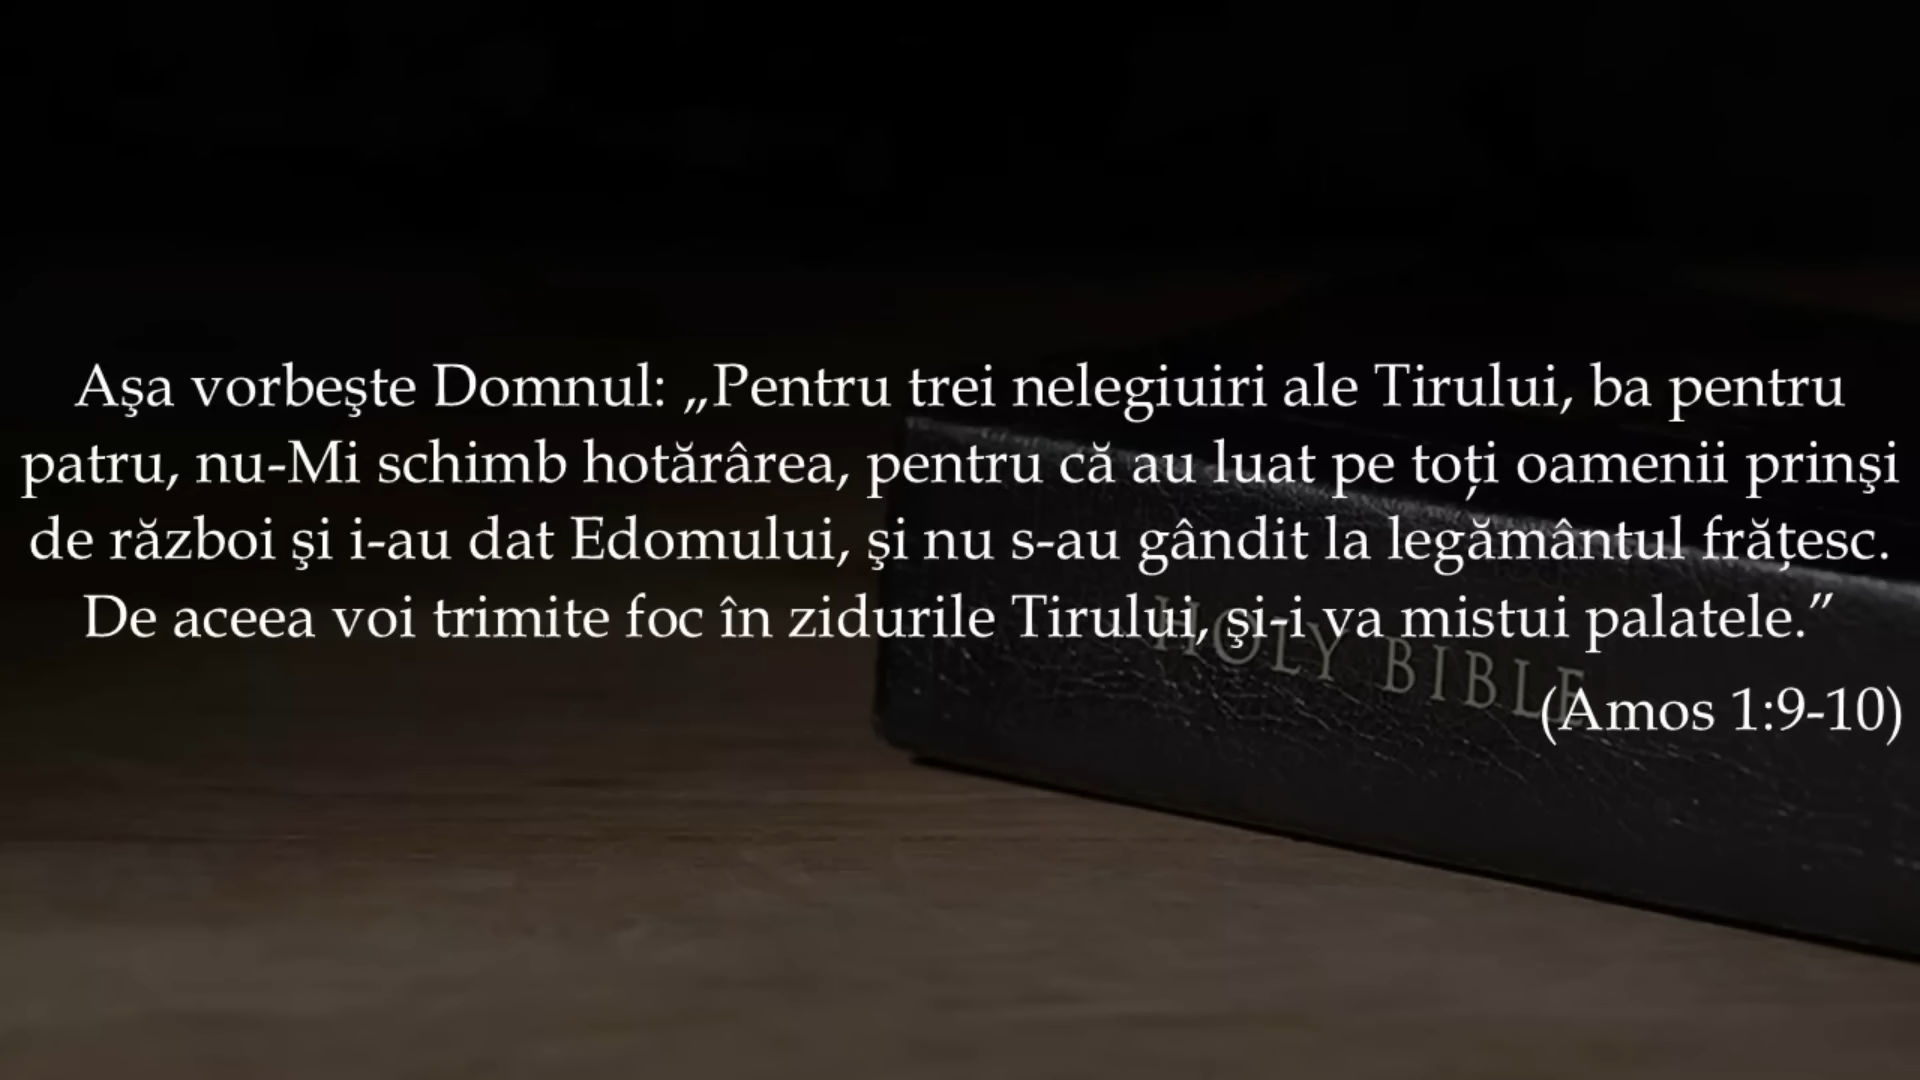 Aşa vorbeşte Domnul: „Pentru trei nelegiuiri ale Tirului, ba pentru
patru, nu-Mi schimb hotărârea, pentru că au luat pe toți oamenii prinşi
de război şi i-au dat Edomului, şi nu s-au gândit la legământul frățesc.
De aceea voi trimite foc în zidurile Tirului, şi-i va mistui palatele.”
HOLY BIBLE
(Amos 1:9-10)